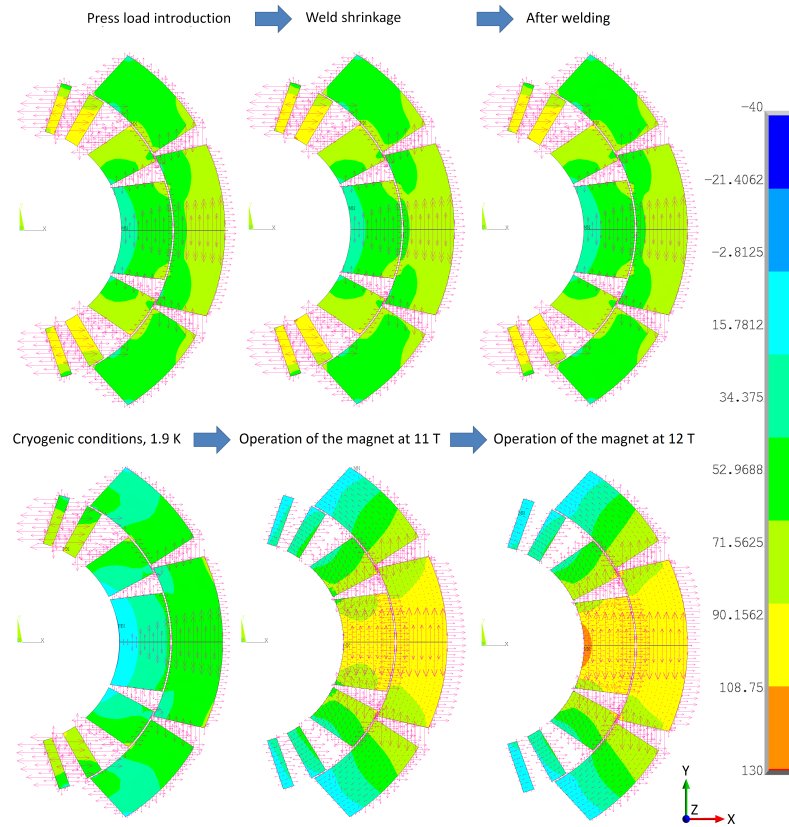 Press load introduction
Weld shrinkage
After welding
-40
-21.4062
-2.8125
15.7812
34.375
52.9688
71.5625
90.1562
108.75
130
Cryogenic conditions, 1.9 K
Operation of the magnet at 11 T
Operation of the magnet at 12 T
X
X
X
X
X
X
Y
Z
X